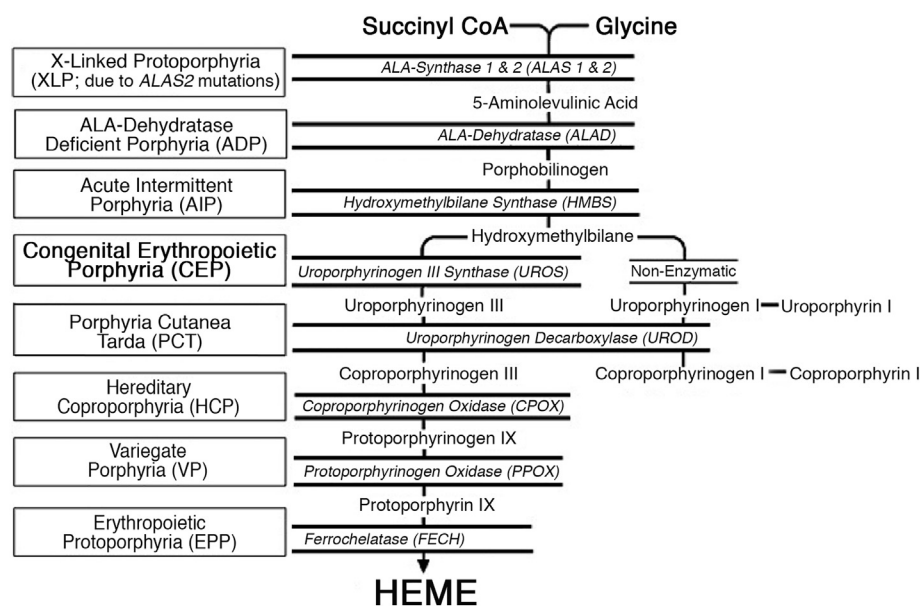 Succinyl CoA Glycine
X-Linked Protoporphyria
(XLP; due to ALAS2 mutations)
ALA-Synthase 1 & 2 (ALAS 1 & 2)
5-Aminolevulinic Acid
ALA-Dehydratase
Deficient Porphyria (ADP)
ALA-Dehydratase (ALAD)
Porphobilinogen
Acute Intermittent
Porphyria (AIP)
Hydroxymethylbilane Synthase (HMBS)
Hydroxymethylbilane
Congenital Erythropoietic
Porphyria (CEP)
Uroporphyrinogen III Synthase (UROS)
Non-Enzymatic
Uroporphyrinogen III
Uroporphyrinogen I
Uroporphyrin I
Porphyria Cutanea
Tarda (PCT)
Uroporphyrinogen Decarboxylase (UROD)
Coproporphyrinogen III
Coproporphyrinogen I
Coproporphyrin I
Hereditary
Coproporphyria (HCP)
Coproporphyrinogen Oxidase (CPOX)
Protoporphyrinogen IX
Variegate
Porphyria (VP)
Protoporphyrinogen Oxidase (PPOX)
Protoporphyrin IX
Erythropoietic
Protoporphyria (EPP)
Ferrochelatase (FECH)
HEME